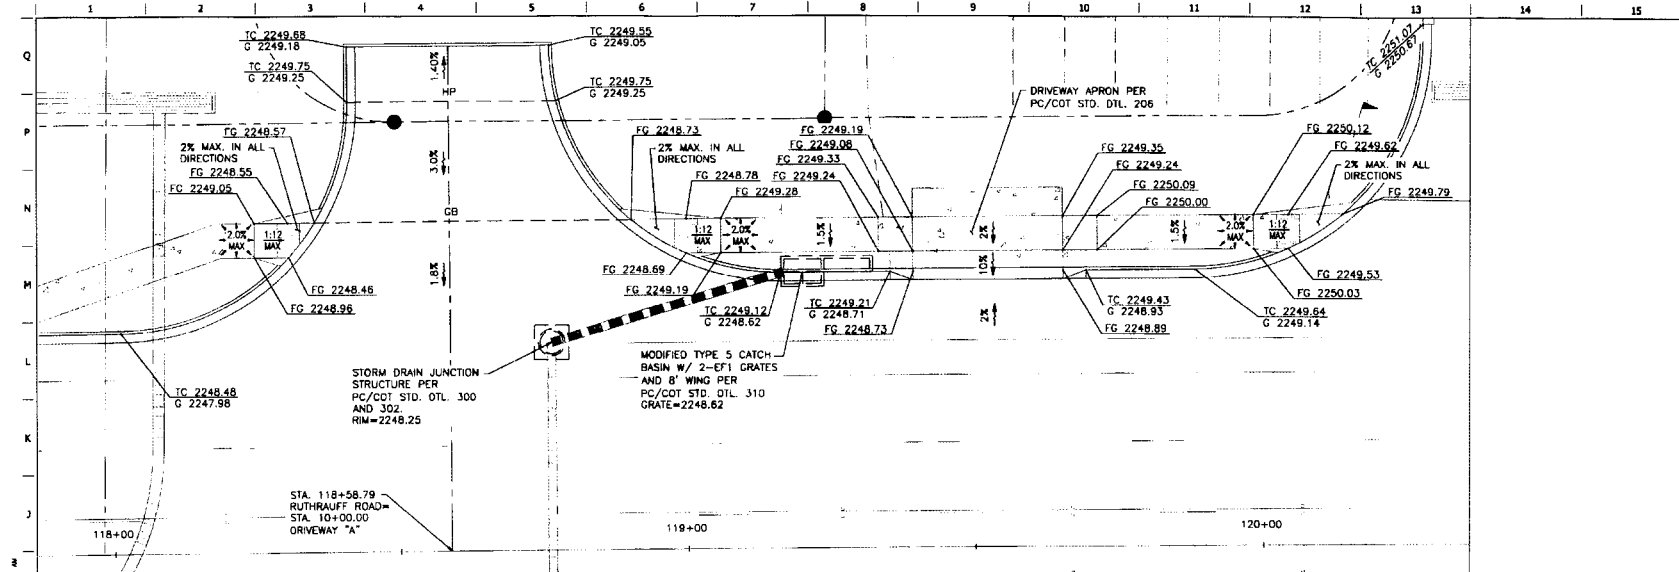 1 2 3 4 5 6 7 8 9 10 11 12 13 14 15
Q
P
N
M
L
K
J
TC 2249.68
G 2249.18
TC 2249.75
G 2249.25
TC 2249.55
G 2249.05
TC 2249.75
G 2249.25
1.40%
HP
3.0%
GB
1.8%
FG 2248.57
2% MAX. IN ALL
DIRECTIONS
FG 2248.55
FG 2249.05
2.0%
MAX
1:12
MAX
FG 2248.46
FG 2248.96
TC 2248.48
G 2247.98
FG 2248.73
2% MAX. IN ALL
DIRECTIONS
FG 2248.78
FG 2249.28
1:12
MAX
2.0%
MAX
FG 2248.69
FG 2249.19
TC 2249.12
G 2248.62
FG 2249.19
FG 2249.08
FG 2249.33
FG 2249.24
1.5%
TC 2249.21
G 2248.71
FG 2248.73
DRIVEWAY APRON PER
PC/COT STD. DTL. 206
2%
10%
2%
FG 2249.35
FG 2249.24
FG 2250.09
FG 2250.00
1.5%
TC 2249.43
G 2248.93
FG 2248.89
TC 2251.07
G 2250.67
FG 2250.12
FG 2249.62
2% MAX. IN ALL
DIRECTIONS
FG 2249.79
2.0%
MAX
1:12
MAX
FG 2249.53
FG 2250.03
TC 2249.64
G 2249.14
STORM DRAIN JUNCTION
STRUCTURE PER
PC/COT STD. DTL. 300
AND 302.
RIM=2248.25
MODIFIED TYPE 5 CATCH
BASIN W/ 2-EF1 GRATES
AND 8' WING PER
PC/COT STD. DTL. 310
GRATE=2248.62
STA. 118+58.79
RUTHRAUFF ROAD=
STA. 10+00.00
DRIVEWAY "A"
118+00
119+00
120+00